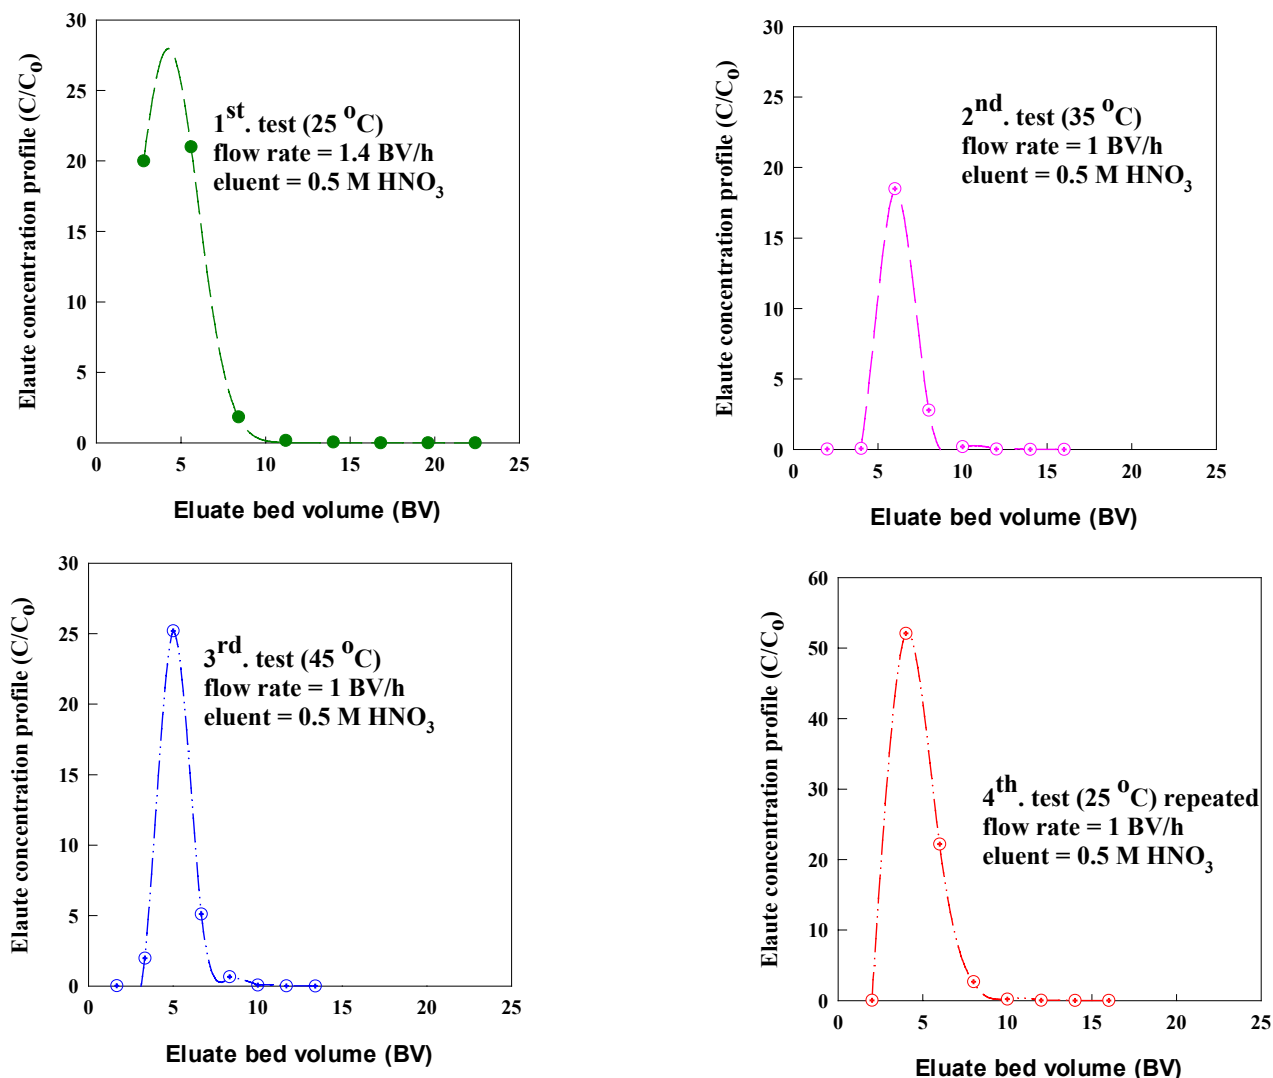 Elaute concentration profile (C/Co)
30
25
20
15
10
5
0
1st. test (25 oC)
flow rate = 1.4 BV/h
eluent = 0.5 M HNO3
0 5 10 15 20 25
Eluate bed volume (BV)
Elaute concentration profile (C/Co)
30
25
20
15
10
5
0
2nd. test (35 oC)
flow rate = 1 BV/h
eluent = 0.5 M HNO3
0 5 10 15 20 25
Eluate bed volume (BV)
Elaute concentration profile (C/Co)
30
25
20
15
10
5
0
3rd. test (45 oC)
flow rate = 1 BV/h
eluent = 0.5 M HNO3
0 5 10 15 20 25
Eluate bed volume (BV)
Elaute concentration profile (C/Co)
60
50
40
30
20
10
0
4th. test (25 oC) repeated
flow rate = 1 BV/h
eluent = 0.5 M HNO3
0 5 10 15 20 25
Eluate bed volume (BV)